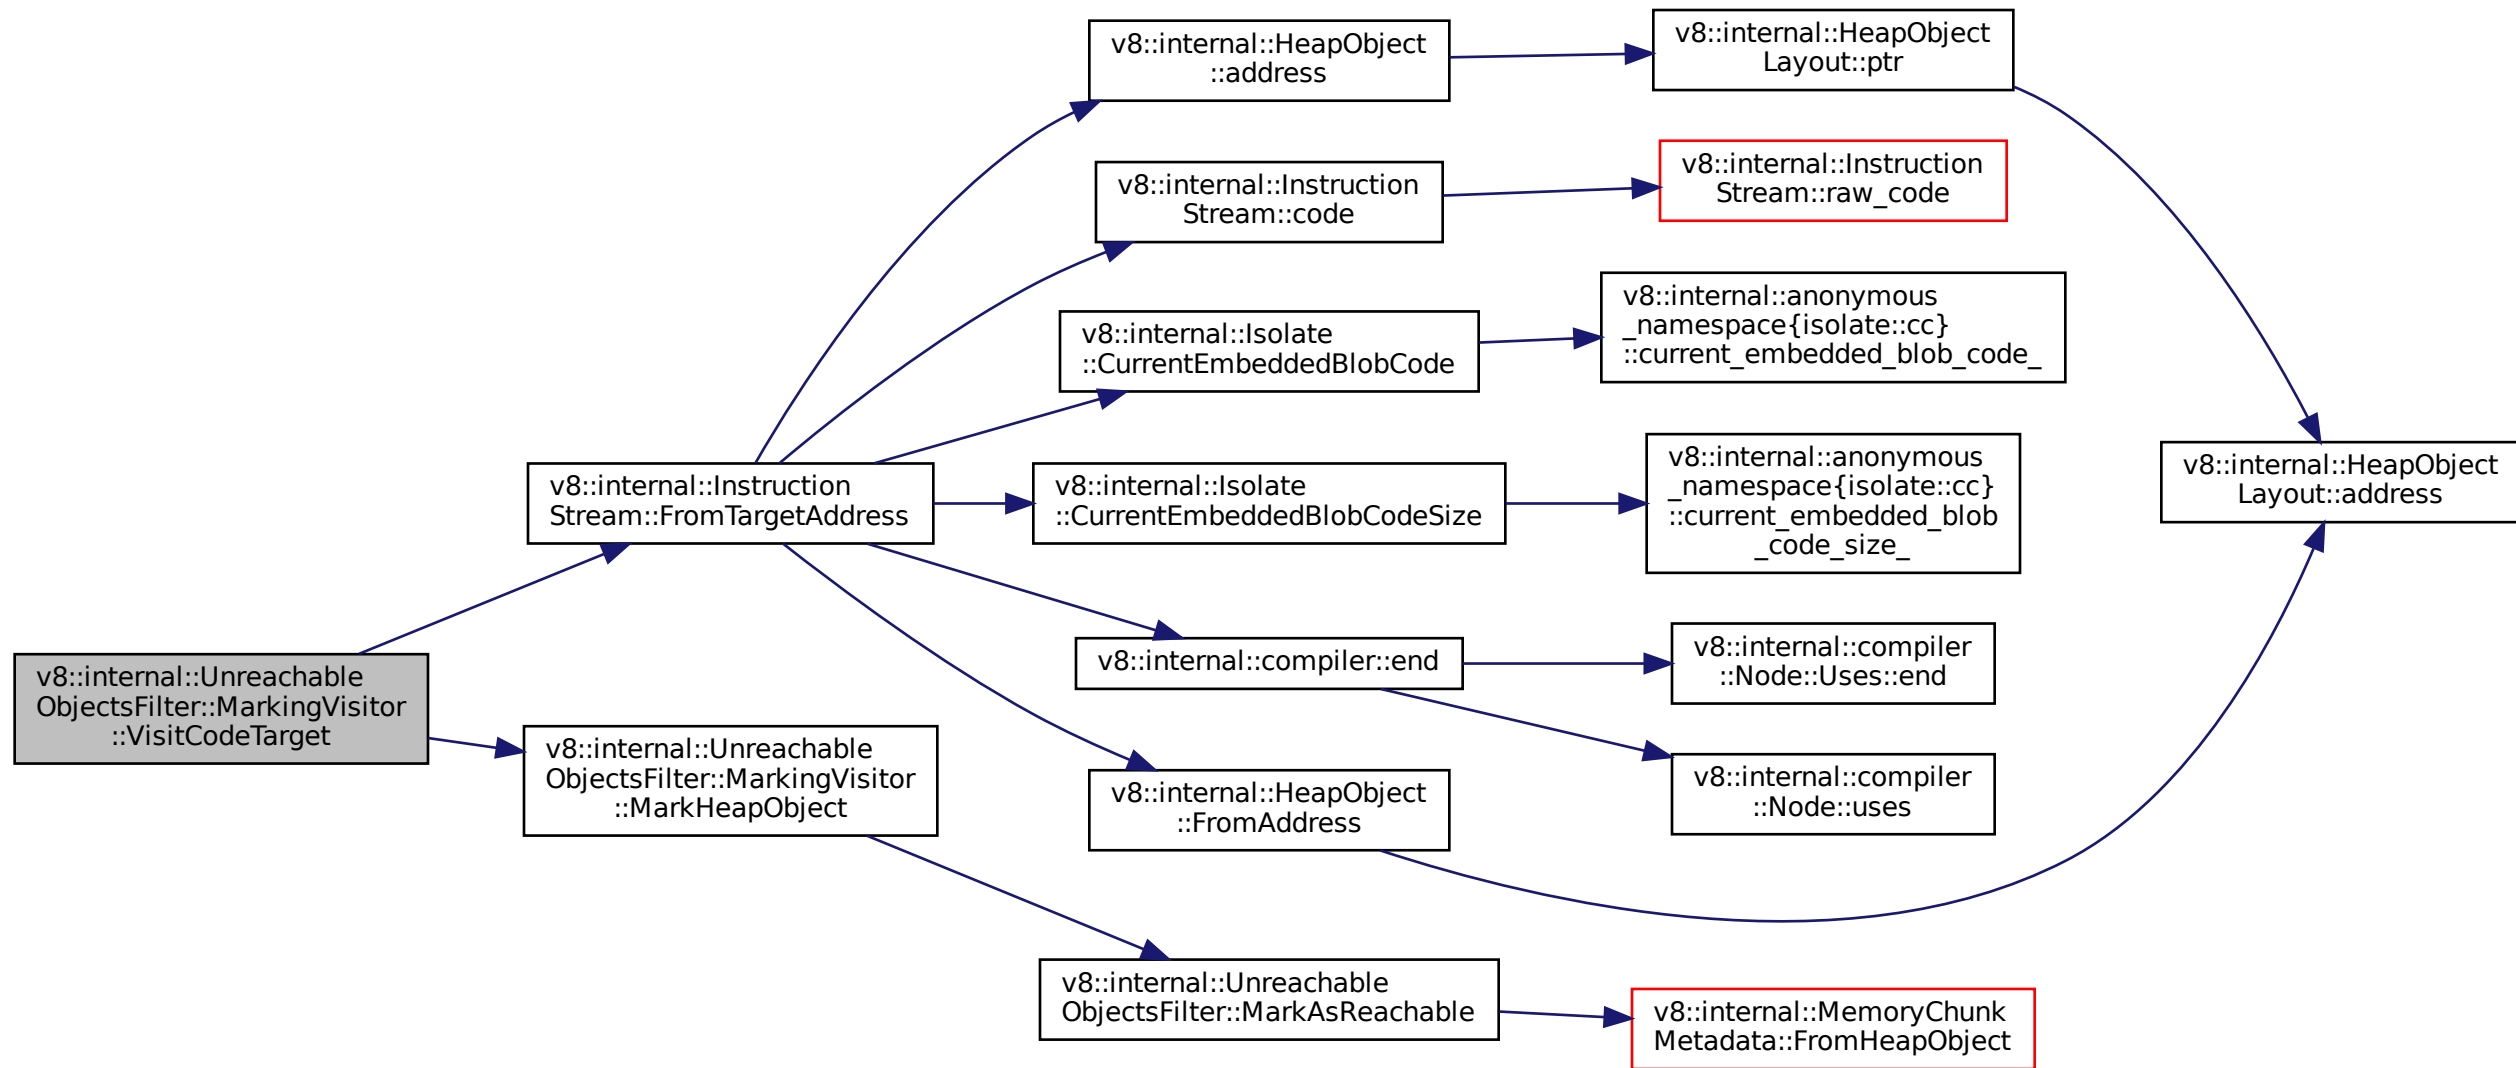 v8::internal::HeapObject
::address
v8::internal::HeapObject
Layout::ptr
v8::internal::Instruction
Stream::code
v8::internal::Instruction
Stream::raw_code
v8::internal::Isolate
::CurrentEmbeddedBlobCode
v8::internal::anonymous
_namespace{isolate::cc}
::current_embedded_blob_code_
v8::internal::Instruction
Stream::FromTargetAddress
v8::internal::Isolate
::CurrentEmbeddedBlobCodeSize
v8::internal::anonymous
_namespace{isolate::cc}
::current_embedded_blob
_code_size_
v8::internal::HeapObject
Layout::address
v8::internal::compiler::end
v8::internal::compiler
::Node::Uses::end
v8::internal::compiler
::Node::uses
v8::internal::Unreachable
ObjectsFilter::MarkingVisitor
::VisitCodeTarget
v8::internal::Unreachable
ObjectsFilter::MarkingVisitor
::MarkHeapObject
v8::internal::HeapObject
::FromAddress
v8::internal::Unreachable
ObjectsFilter::MarkAsReachable
v8::internal::MemoryChunk
Metadata::FromHeapObject